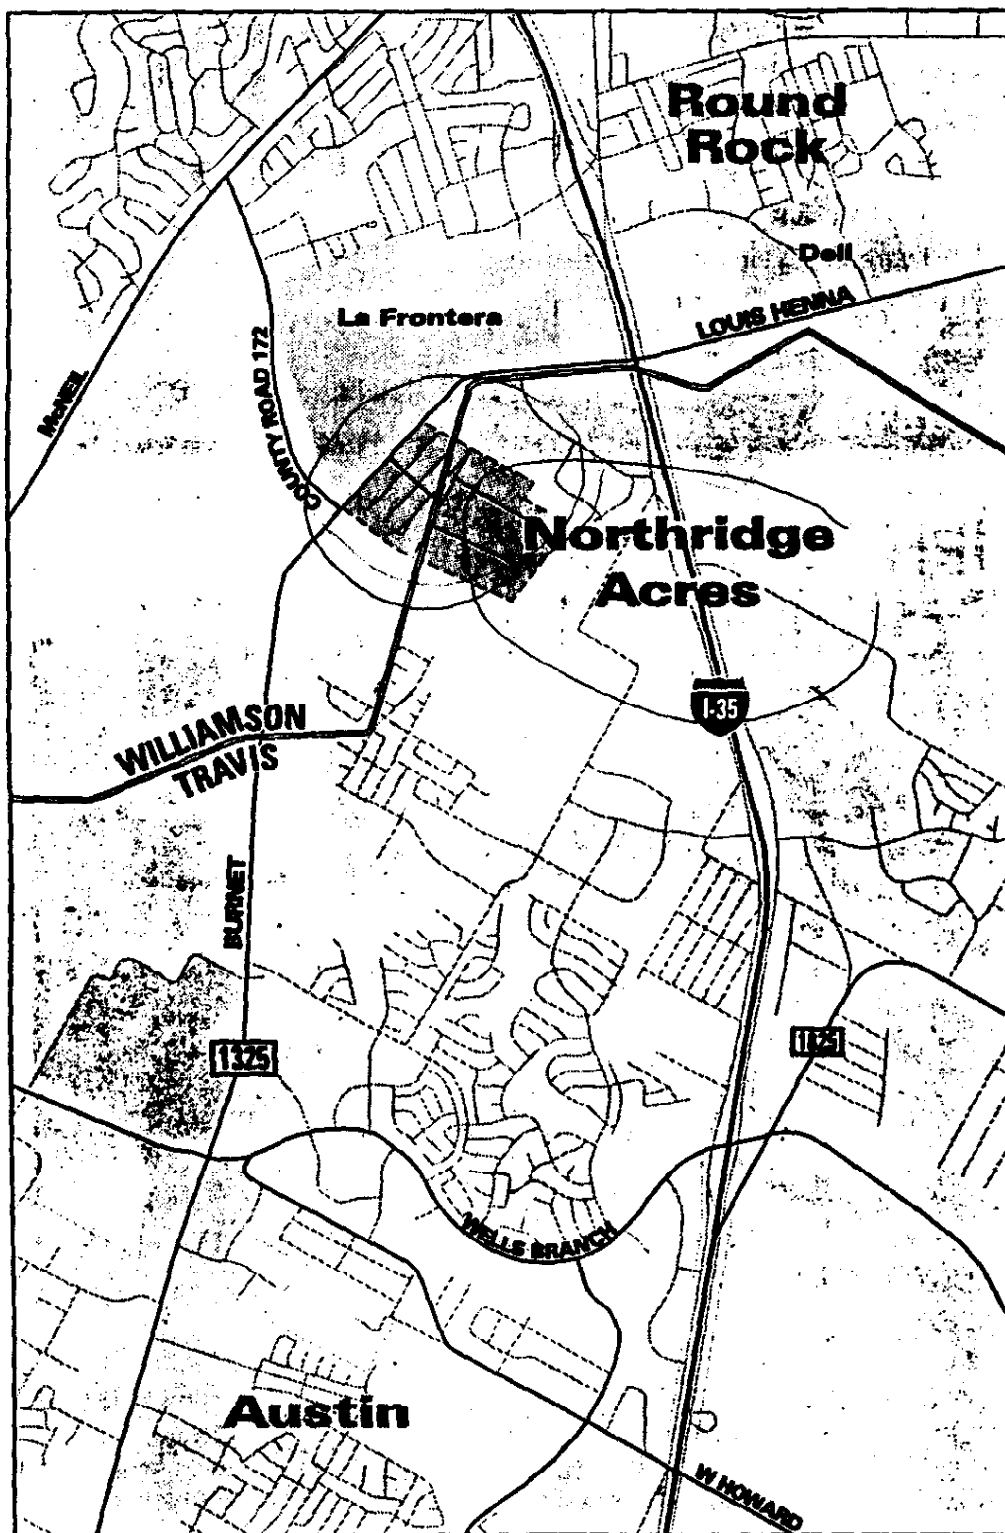 Round
Rock
Dell
La Frontera
LOUIS HENNA
McNEIL
COUNTY ROAD 172
Northridge
Acres
I-35
WILLIAMSON
TRAVIS
BURNET
1325
1825
WELLS BRANCH
Austin
W HOWARD